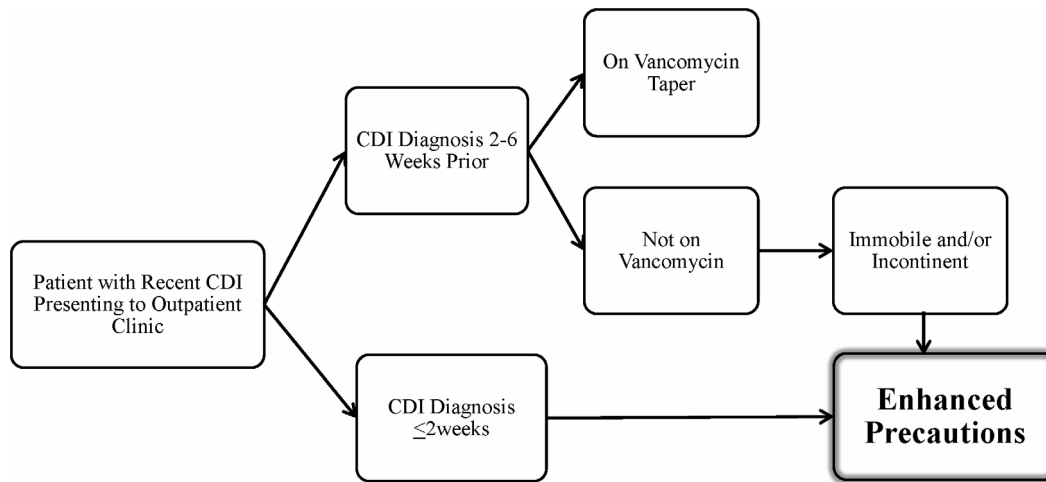 On Vancomycin
Taper
CDI Diagnosis 2-6
Weeks Prior
Not on
Vancomycin
Immobile and/or
Incontinent
Patient with Recent CDI
Presenting to Outpatient
Clinic
CDI Diagnosis
≤2weeks
Enhanced
Precautions